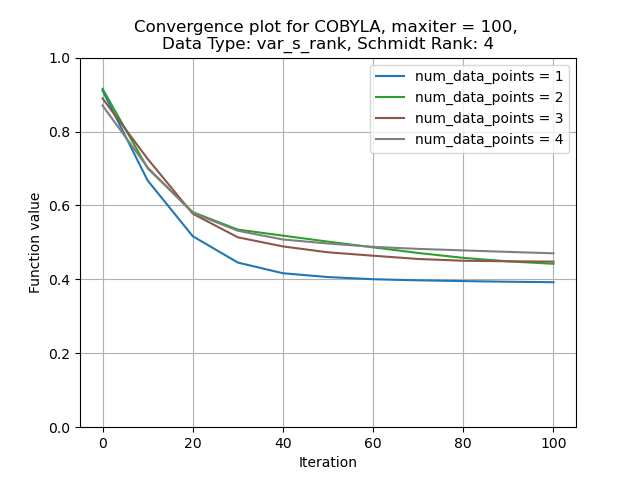 Convergence plot for COBYLA, maxiter = 100,
Data Type: var_s_rank, Schmidt Rank: 4
num_data_points = 1
num_data_points = 2
num_data_points = 3
num_data_points = 4
Function value
1.0
0.8
0.6
0.4
0.2
0.0
0 20 40 60 80 100
Iteration